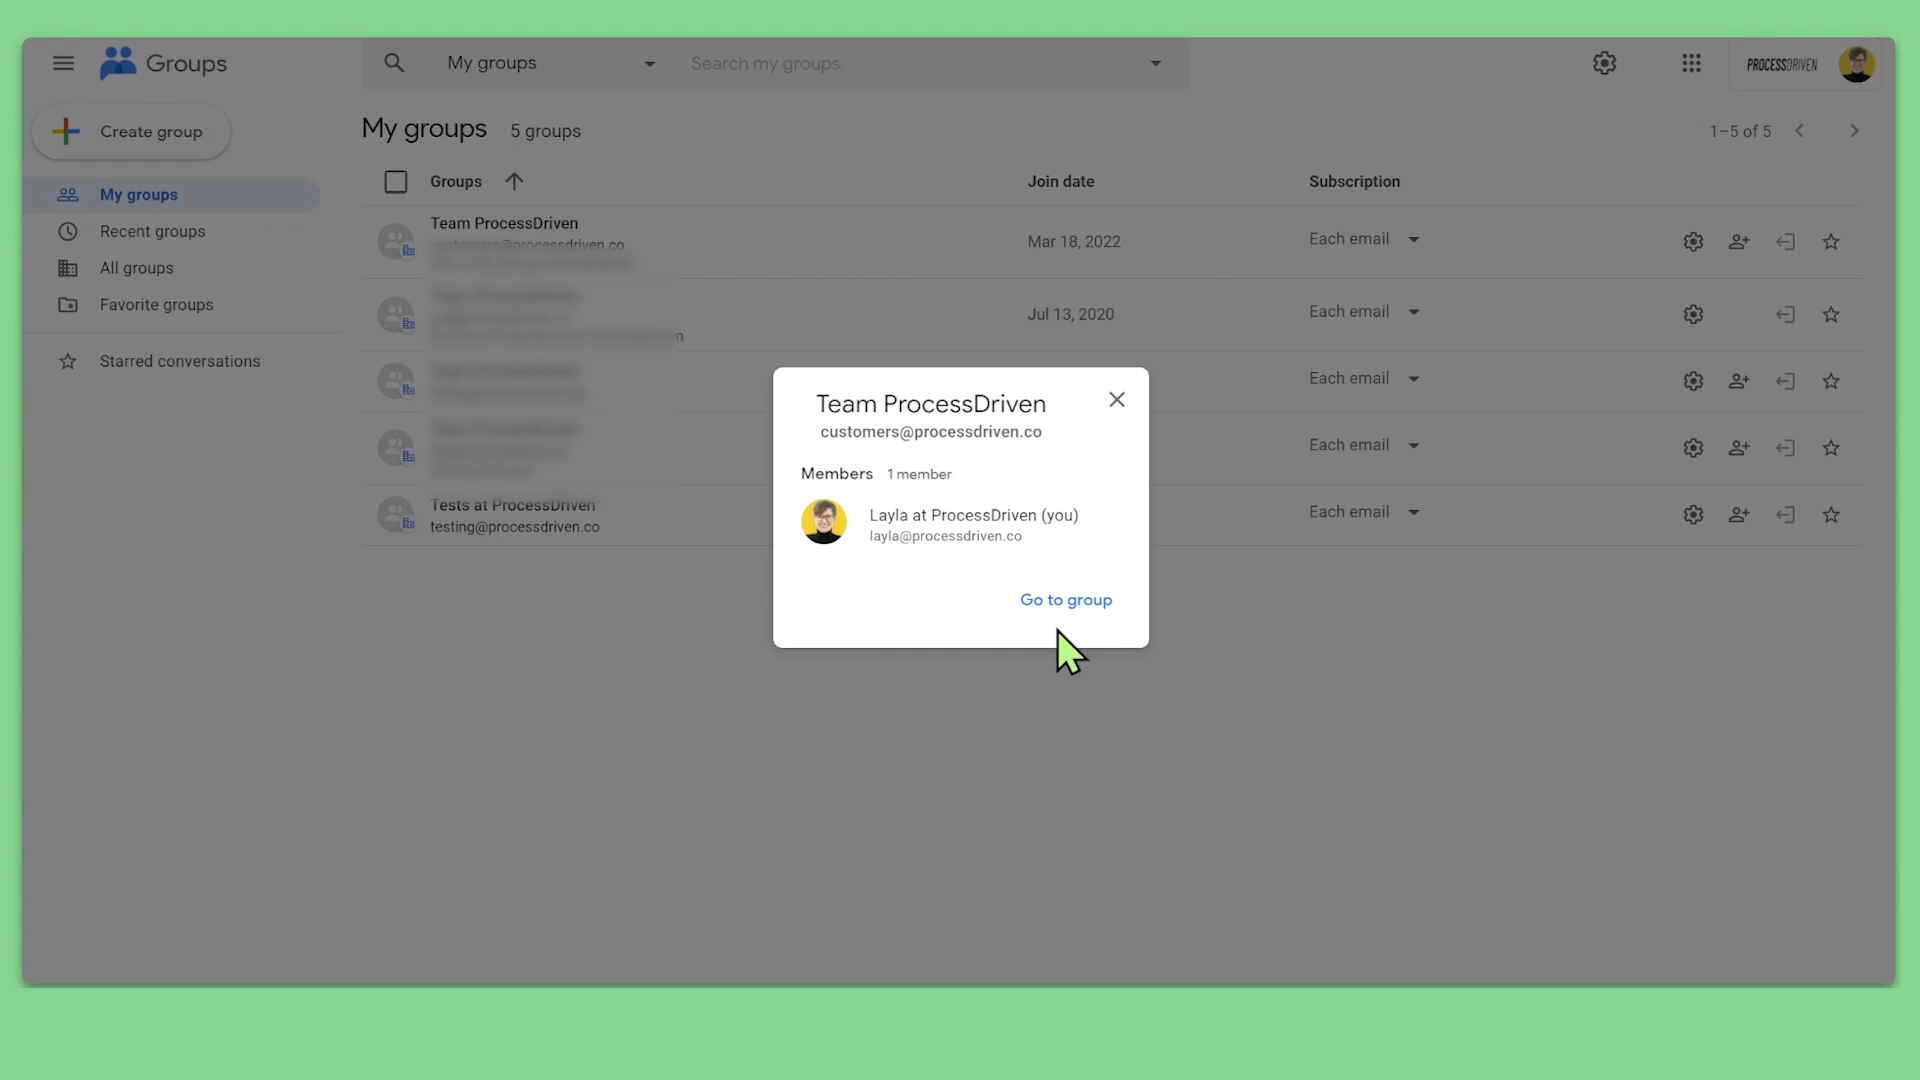 Groups
My groups
Search my groups
PROCESSDRIVEN
Create group
My groups
Recent groups
All groups
Favorite groups
Starred conversations
My groups 5 groups
1–5 of 5
Groups Join date Subscription
Team ProcessDriven
customers@processdriven.co
Mar 18, 2022
Each email
Jul 13, 2020
Each email
Each email
Each email
Tests at ProcessDriven
testing@processdriven.co
Each email
Team ProcessDriven
customers@processdriven.co
Members 1 member
Layla at ProcessDriven (you)
layla@processdriven.co
Go to group